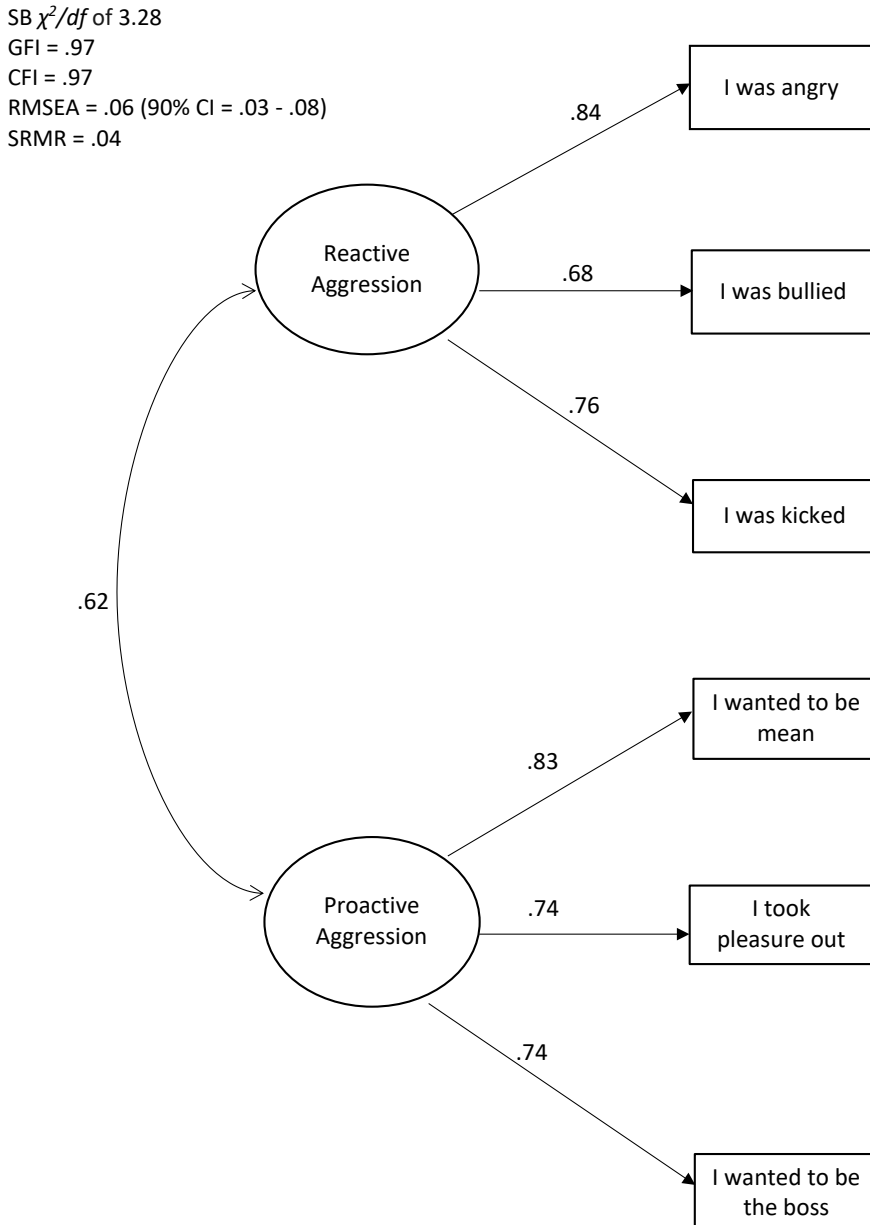 SB χ²/df of 3.28
GFI = .97
CFI = .97
RMSEA = .06 (90% CI = .03 - .08)
SRMR = .04
I was angry
.84
Reactive
Aggression
.68
I was bullied
.76
I was kicked
.62
I wanted to be
mean
.83
Proactive
Aggression
.74
I took
pleasure out
.74
I wanted to be
the boss